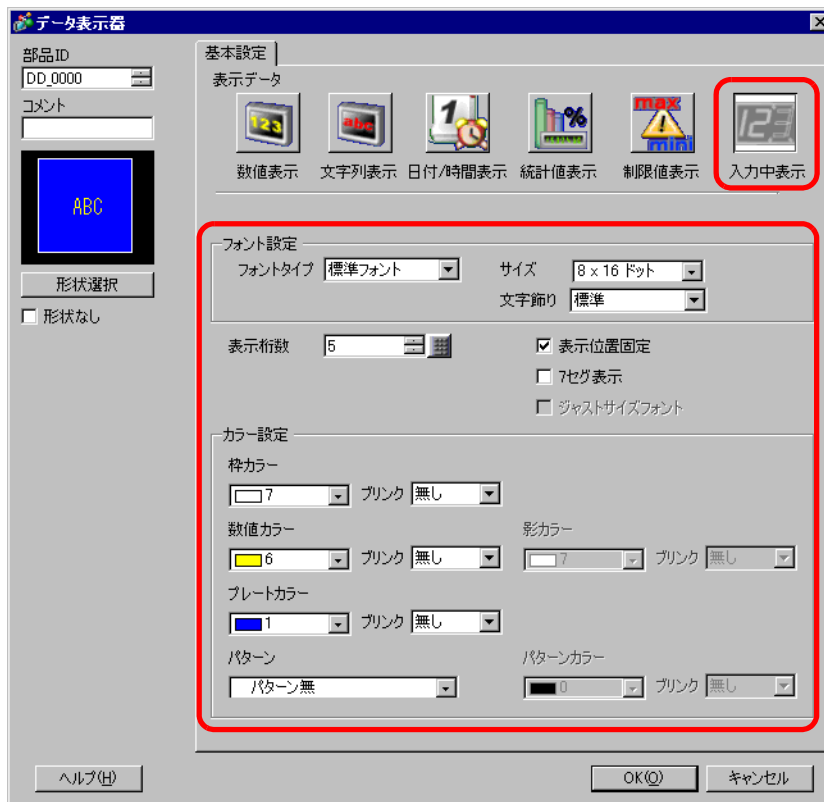 データ表示器
部品ID
DD_0000
コメント
ABC
形状選択
形状なし
基本設定
表示データ
123
abc
1
%
max
mini
123
数値表示 文字列表示 日付/時間表示 統計値表示 制限値表示 入力中表示
フォント設定
フォントタイプ 標準フォント サイズ 8 x 16 ドット
文字飾り 標準
表示桁数 5 表示位置固定
7セグ表示
ジャストサイズフォント
カラー設定
枠カラー
7 ブリンク 無し
数値カラー 影カラー
6 ブリンク 無し 7 ブリンク 無し
プレートカラー
1 ブリンク 無し
パターン パターンカラー
パターン無 0 ブリンク 無し
ヘルプ(H) OK(O) キャンセル